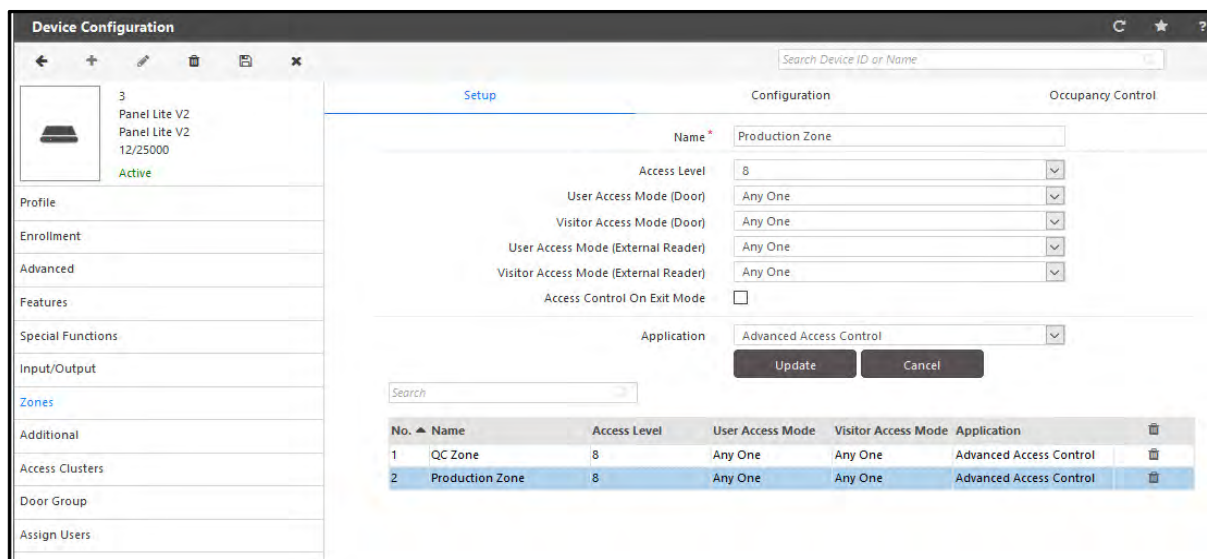 Device Configuration
?
Search Device ID or Name
3
Panel Lite V2
Panel Lite V2
12/25000
Active
Profile
Enrollment
Advanced
Features
Special Functions
Input/Output
Zones
Additional
Access Clusters
Door Group
Assign Users
Setup Configuration Occupancy Control
Name* Production Zone
Access Level 8
User Access Mode (Door) Any One
Visitor Access Mode (Door) Any One
User Access Mode (External Reader) Any One
Visitor Access Mode (External Reader) Any One
Access Control On Exit Mode
Application Advanced Access Control
Update Cancel
Search
No. Name Access Level User Access Mode Visitor Access Mode Application
1 QC Zone 8 Any One Any One Advanced Access Control
2 Production Zone 8 Any One Any One Advanced Access Control